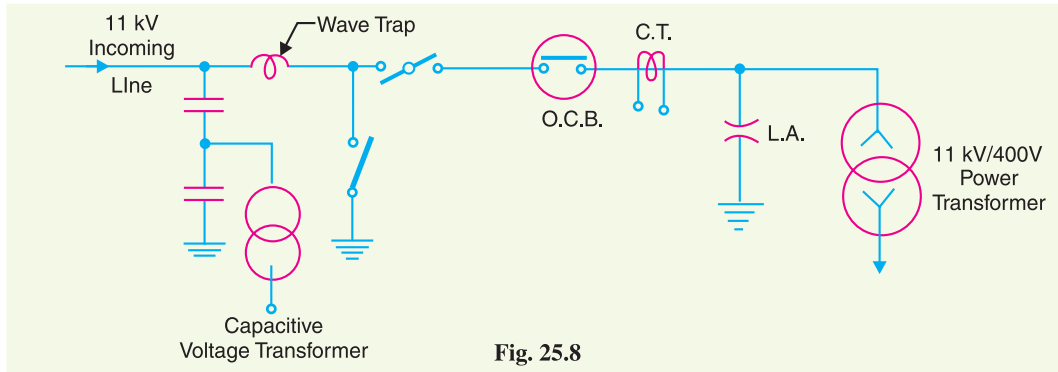 11 kV
Incoming
LIne
Wave Trap
C.T.
O.C.B.
L.A.
11 kV/400V
Power
Transformer
Capacitive
Voltage Transformer
Fig. 25.8